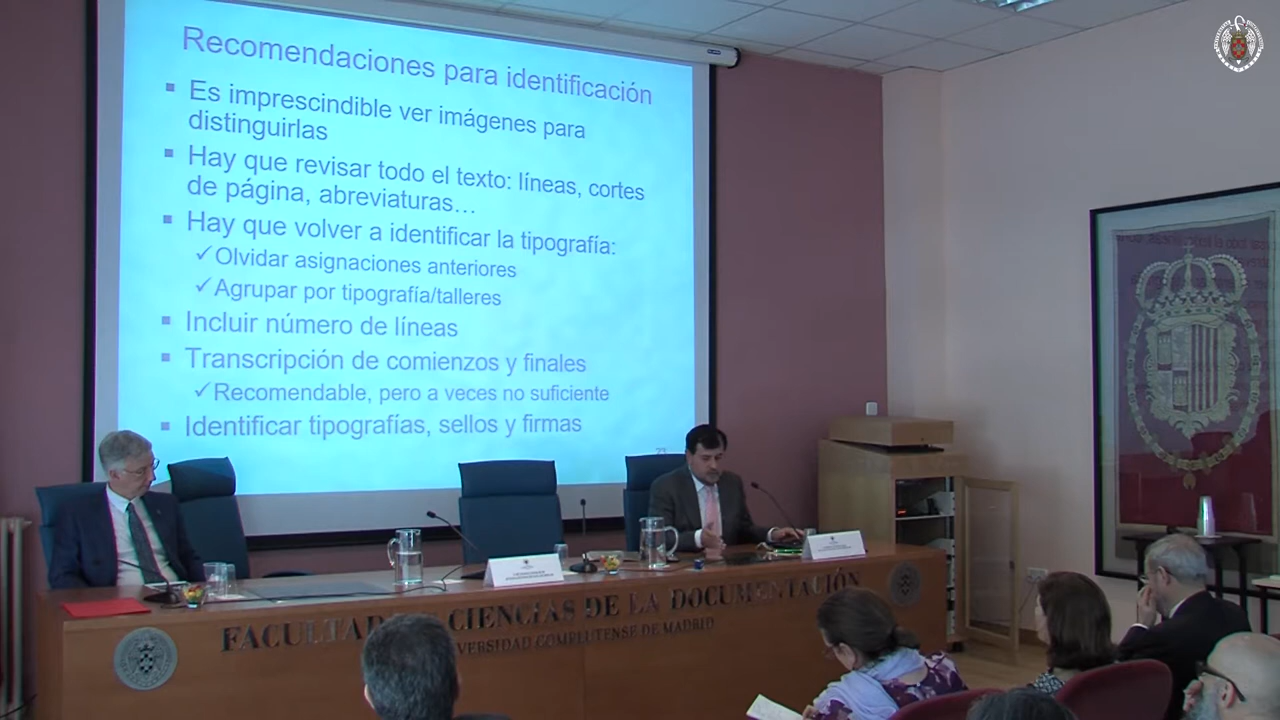 Recomendaciones para identificación
▪ Es imprescindible ver imágenes para
distinguirlas
▪ Hay que revisar todo el texto: líneas, cortes
de página, abreviaturas…
▪ Hay que volver a identificar la tipografía:
✓Olvidar asignaciones anteriores
✓Agrupar por tipografía/talleres
▪ Incluir número de líneas
▪ Transcripción de comienzos y finales
✓Recomendable, pero a veces no suficiente
▪ Identificar tipografías, sellos y firmas
FACULTAD CIENCIAS DE LA DOCUMENTACIÓN
COMPLUTENSE DE MADRID